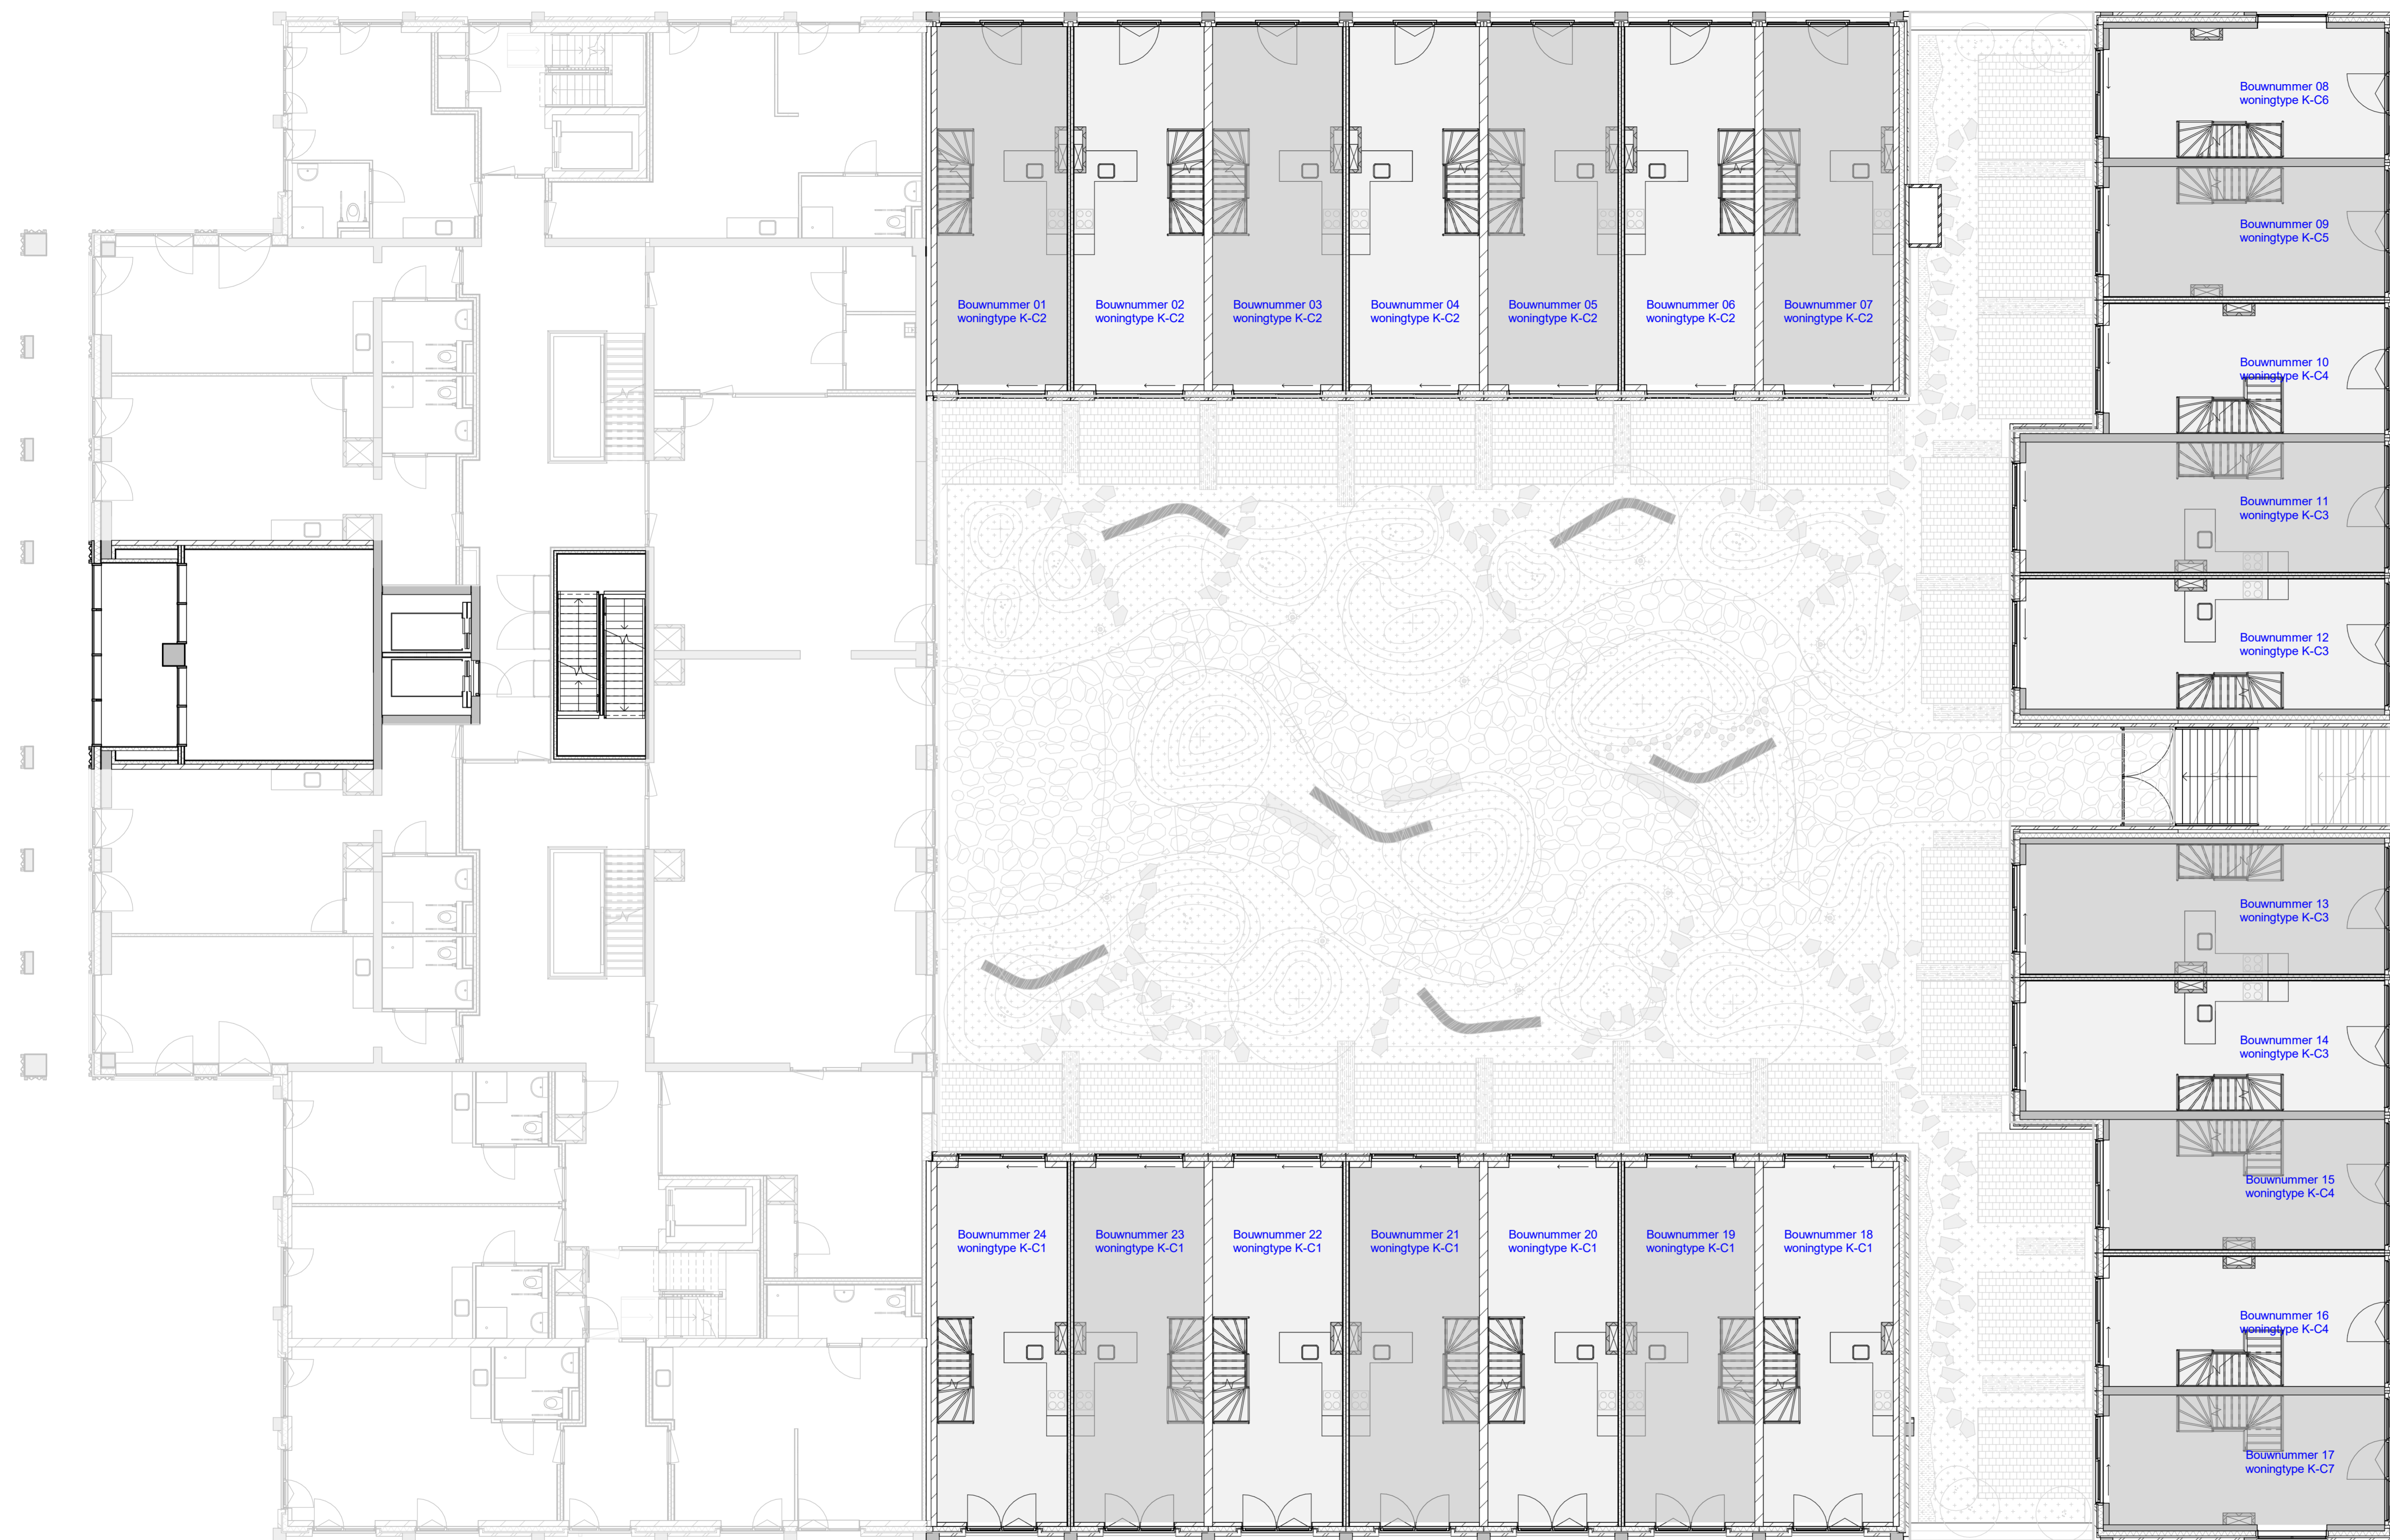 Bouwnummer 01
woningtype K-C2
Bouwnummer 02
woningtype K-C2
Bouwnummer 03
woningtype K-C2
Bouwnummer 04
woningtype K-C2
Bouwnummer 05
woningtype K-C2
Bouwnummer 06
woningtype K-C2
Bouwnummer 07
woningtype K-C2
Bouwnummer 08
woningtype K-C6
Bouwnummer 09
woningtype K-C5
Bouwnummer 10
woningtype K-C4
Bouwnummer 11
woningtype K-C3
Bouwnummer 12
woningtype K-C3
Bouwnummer 13
woningtype K-C3
Bouwnummer 14
woningtype K-C3
Bouwnummer 15
woningtype K-C4
Bouwnummer 16
woningtype K-C4
Bouwnummer 17
woningtype K-C7
Bouwnummer 24
woningtype K-C1
Bouwnummer 23
woningtype K-C1
Bouwnummer 22
woningtype K-C1
Bouwnummer 21
woningtype K-C1
Bouwnummer 20
woningtype K-C1
Bouwnummer 19
woningtype K-C1
Bouwnummer 18
woningtype K-C1